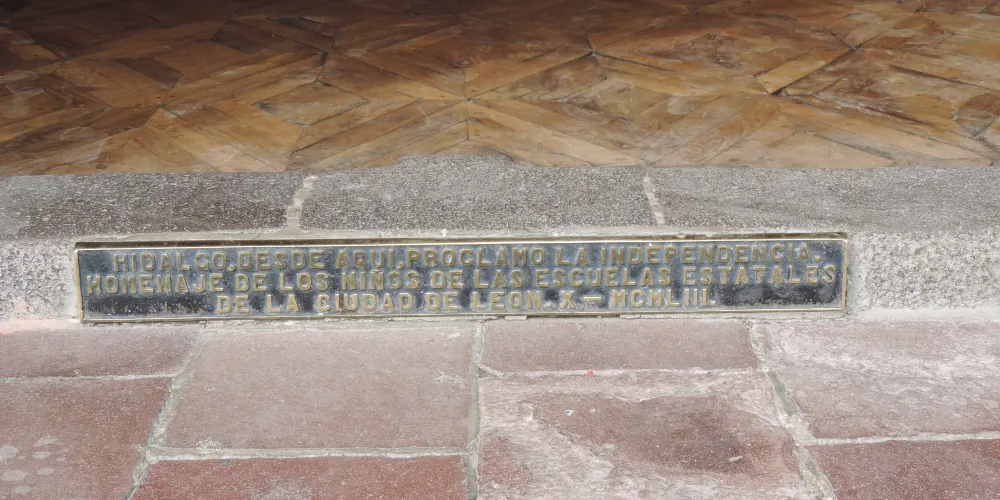 HIDALGO, DESDE AQUI, PROCLAMO LA INDEPENDENCIA.
HOMENAJE DE LOS NIÑOS DE LAS ESCUELAS ESTATALES
DE LA CIUDAD DE LEON. X — MCMLIII.